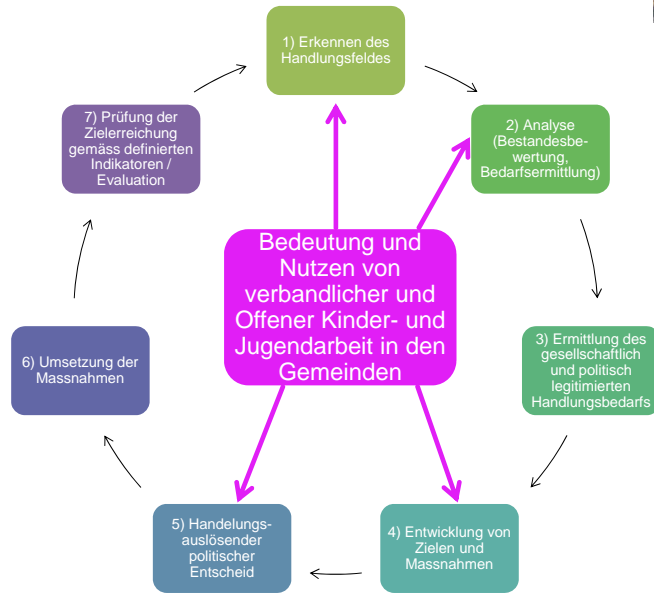 1) Erkennen des
Handlungsfeldes
2) Analyse
(Bestandesbe-
wertung,
Bedarfsermittlung)
3) Ermittlung des
gesellschaftlich
und politisch
legitimierten
Handlungsbedarfs
4) Entwicklung von
Zielen und
Massnahmen
5) Handelungs-
auslösender
politischer
Entscheid
6) Umsetzung der
Massnahmen
7) Prüfung der
Zielerreichung
gemäss definierten
Indikatoren /
Evaluation
Bedeutung und
Nutzen von
verbandlicher und
Offener Kinder- und
Jugendarbeit in den
Gemeinden